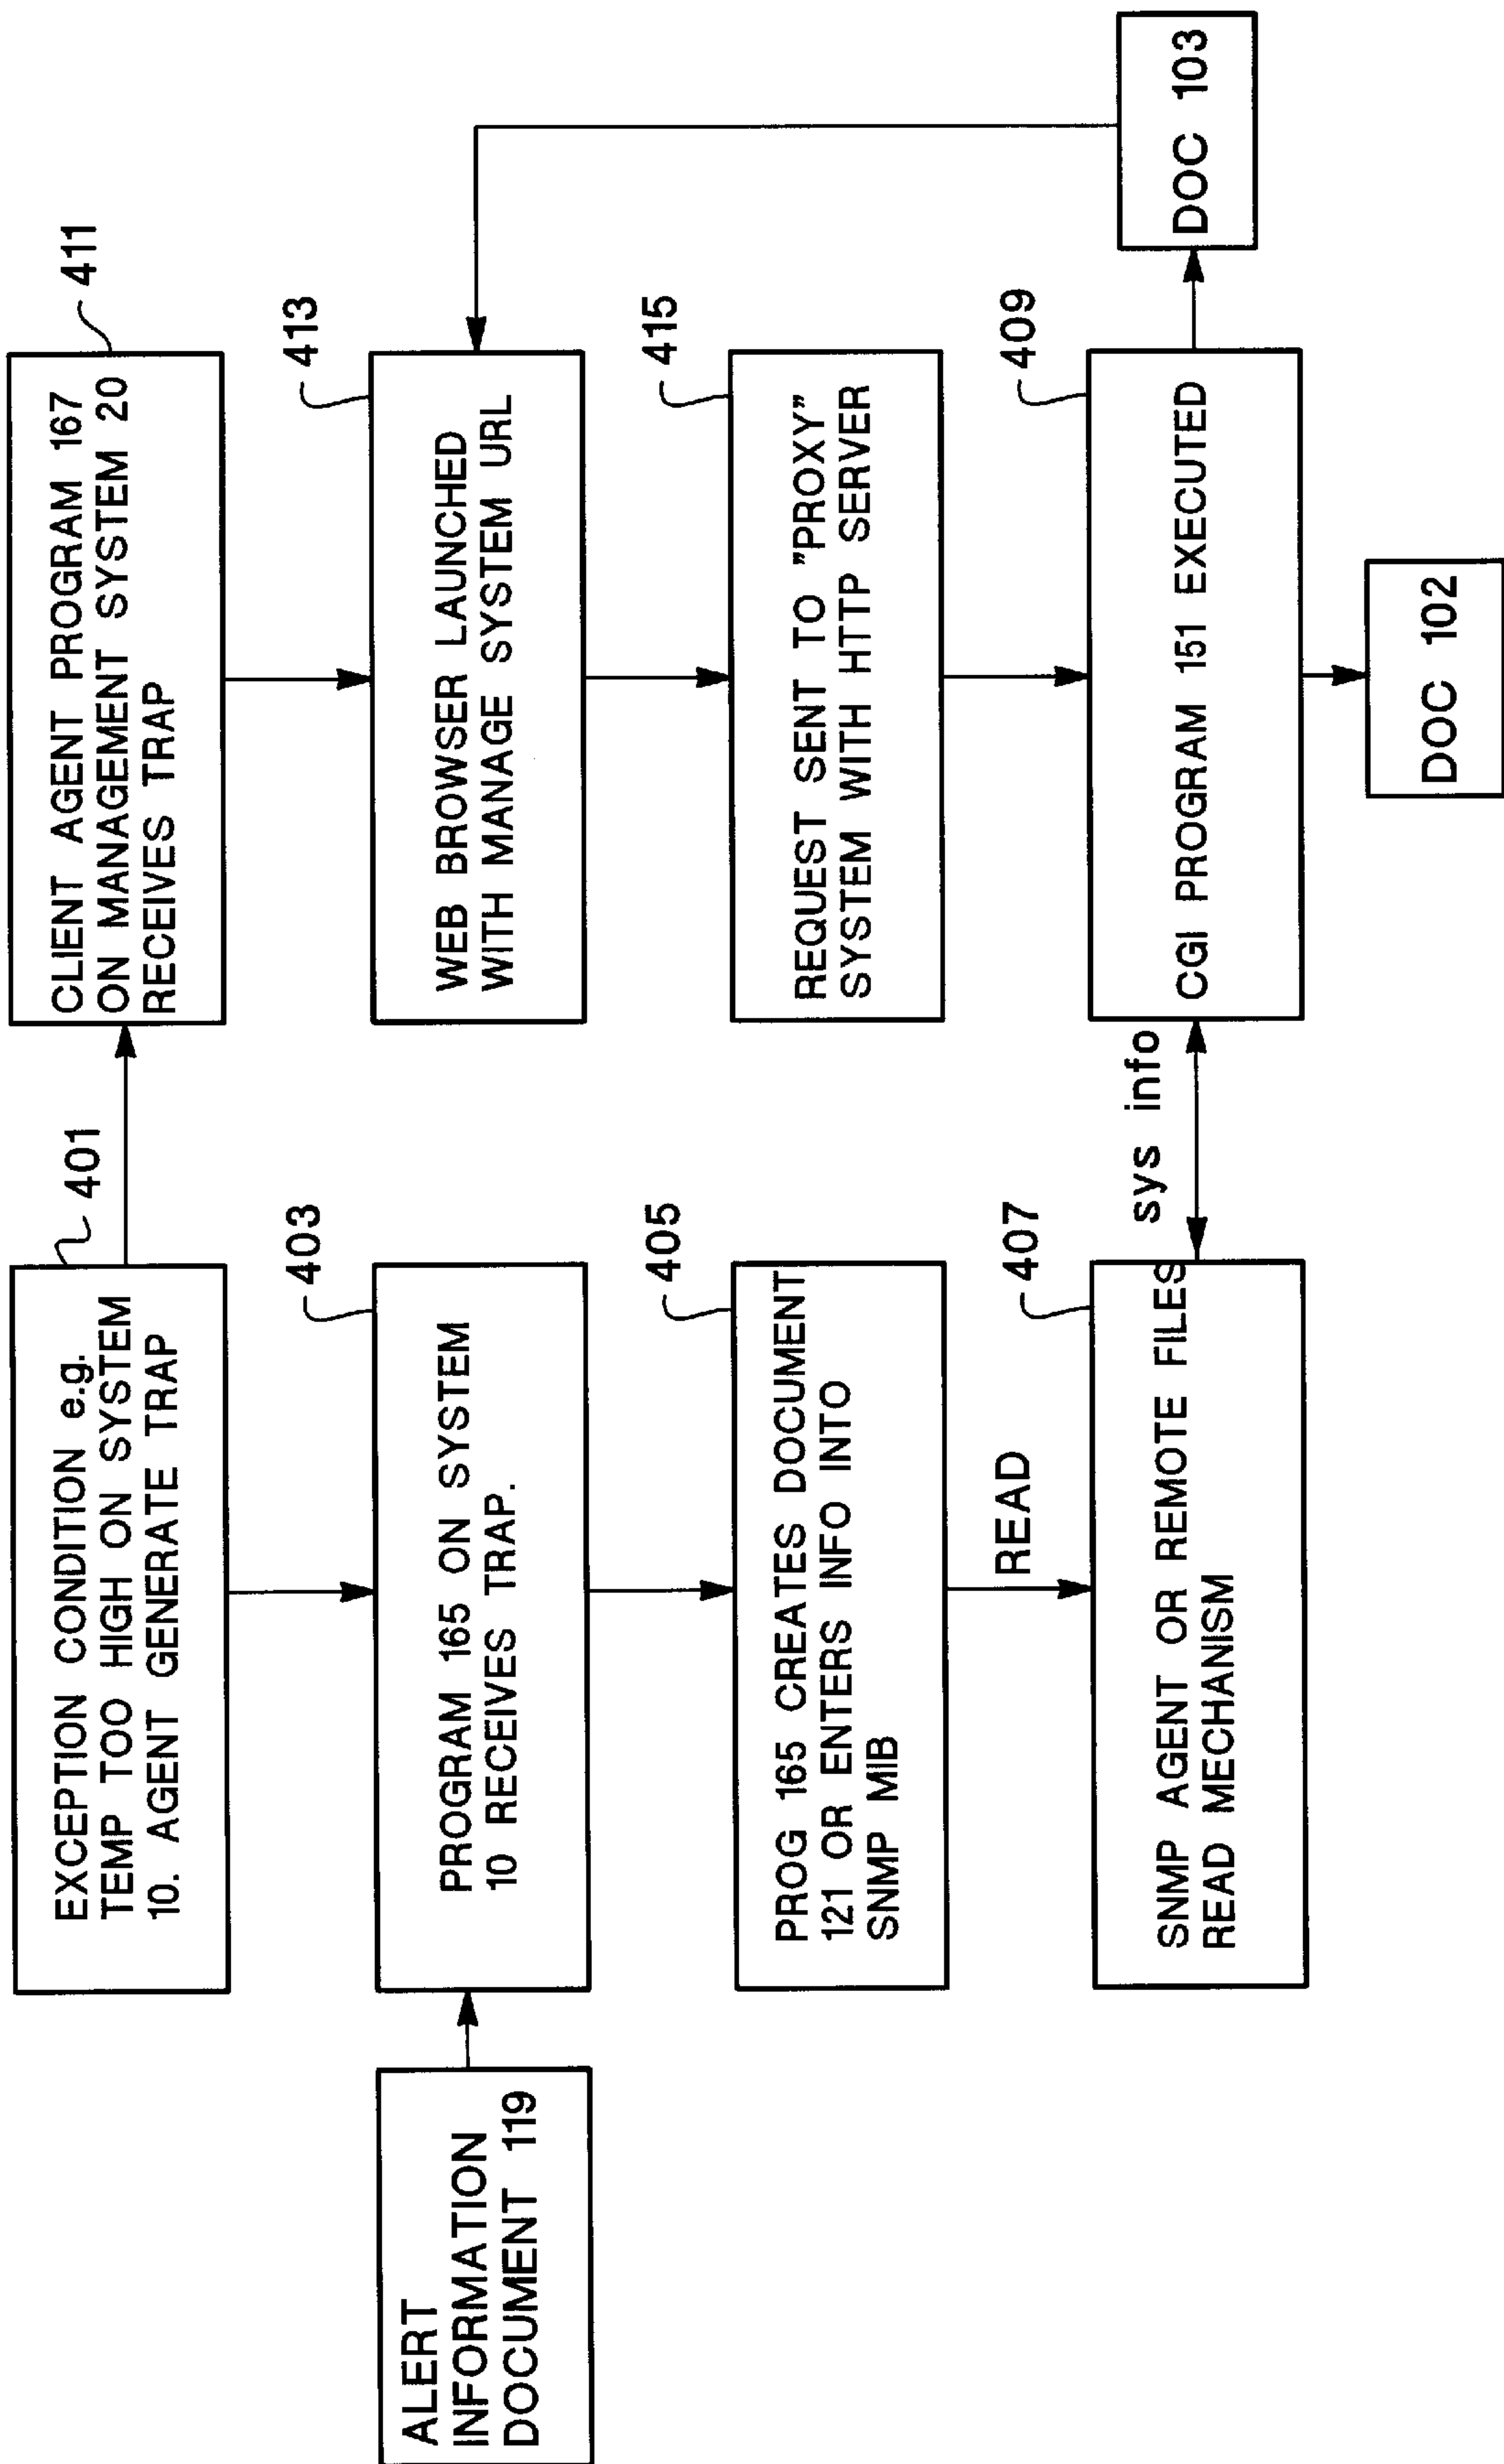 EXCEPTION CONDITION e.g.
TEMP TOO HIGH ON SYSTEM
10. AGENT GENERATE TRAP
401
CLIENT AGENT PROGRAM 167
ON MANAGEMENT SYSTEM 20
RECEIVES TRAP
411
ALERT
INFORMATION
DOCUMENT 119
PROGRAM 165 ON SYSTEM
10 RECEIVES TRAP.
403
WEB BROWSER LAUNCHED
WITH MANAGE SYSTEM URL
413
PROG 165 CREATES DOCUMENT
121 OR ENTERS INFO INTO
SNMP MIB
405
REQUEST SENT TO "PROXY"
SYSTEM WITH HTTP SERVER
415
READ
SNMP AGENT OR REMOTE FILES
READ MECHANISM
407
sys info
CGI PROGRAM 151 EXECUTED
409
DOC 103
DOC 102